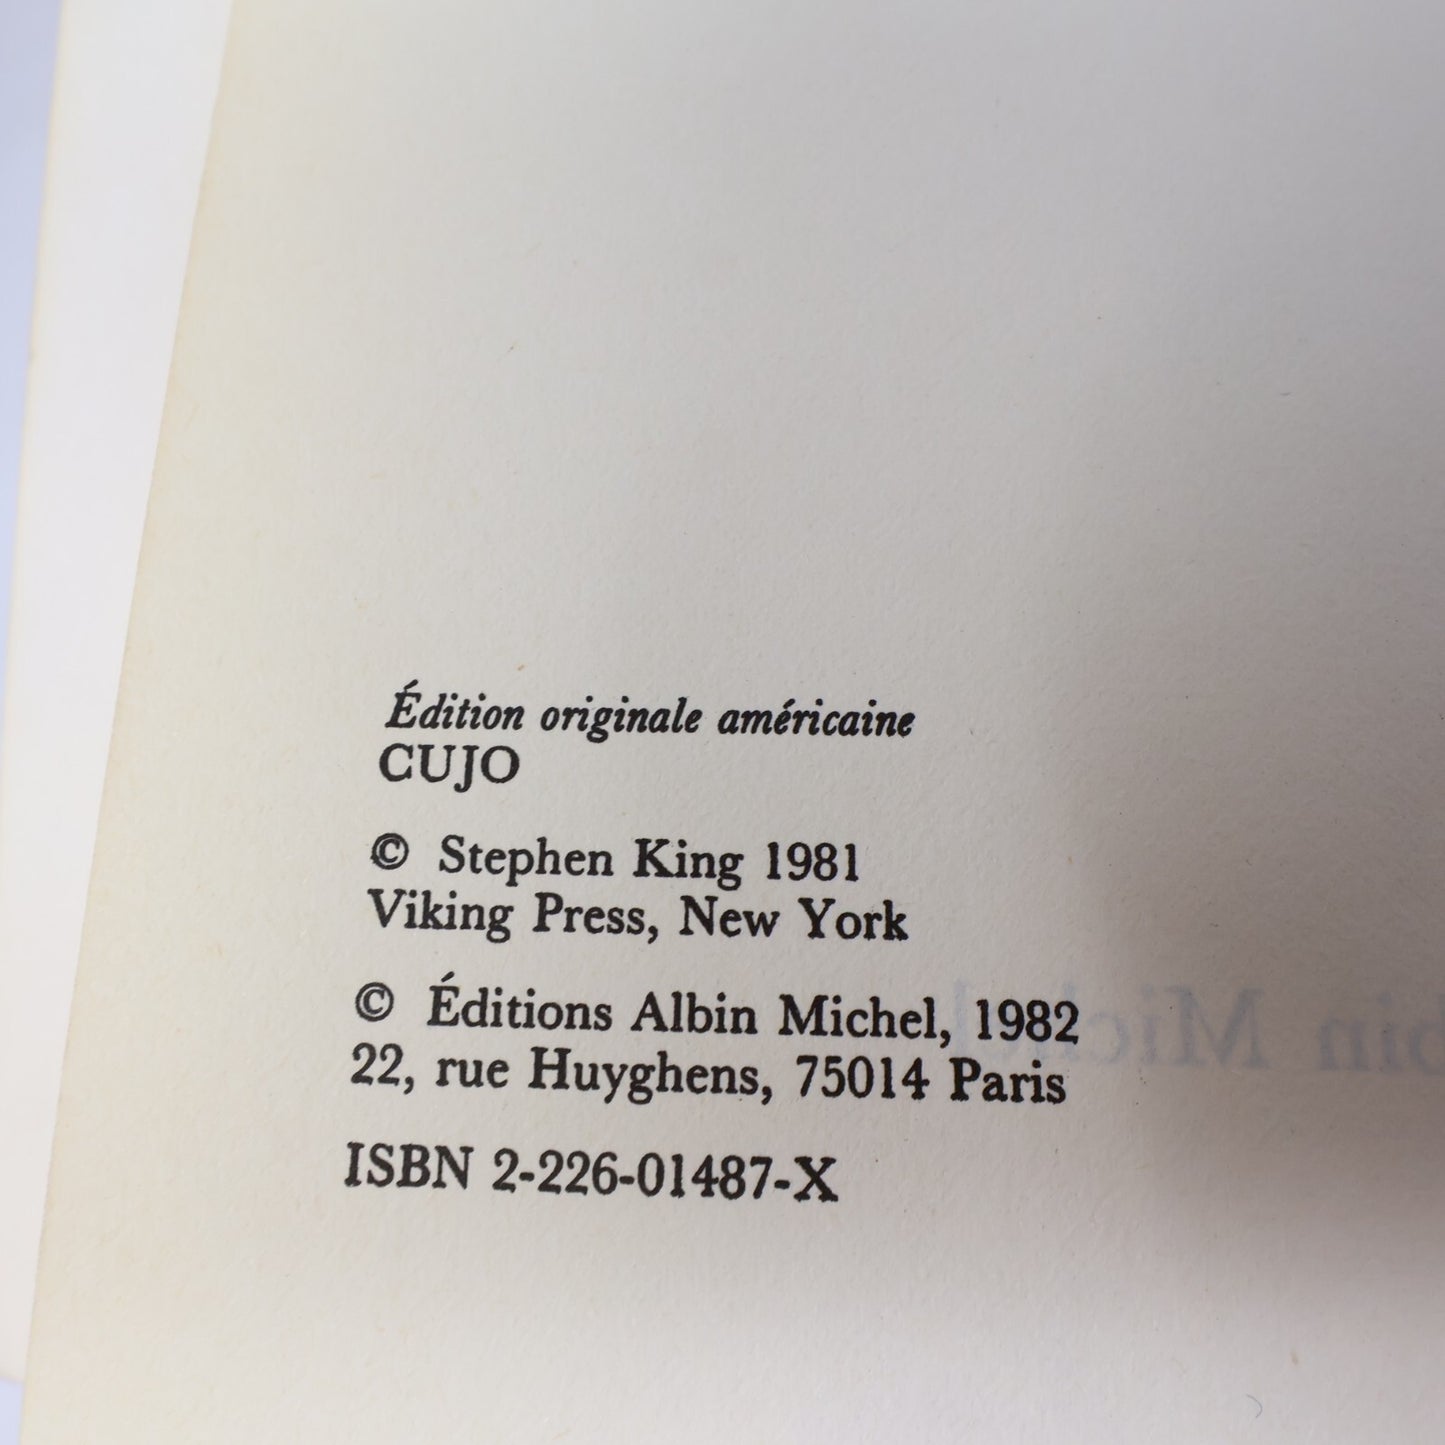 Édition originale américaine
CUJO
© Stephen King 1981
Viking Press, New York
© Éditions Albin Michel, 1982
22, rue Huyghens, 75014 Paris
ISBN 2-226-01487-X